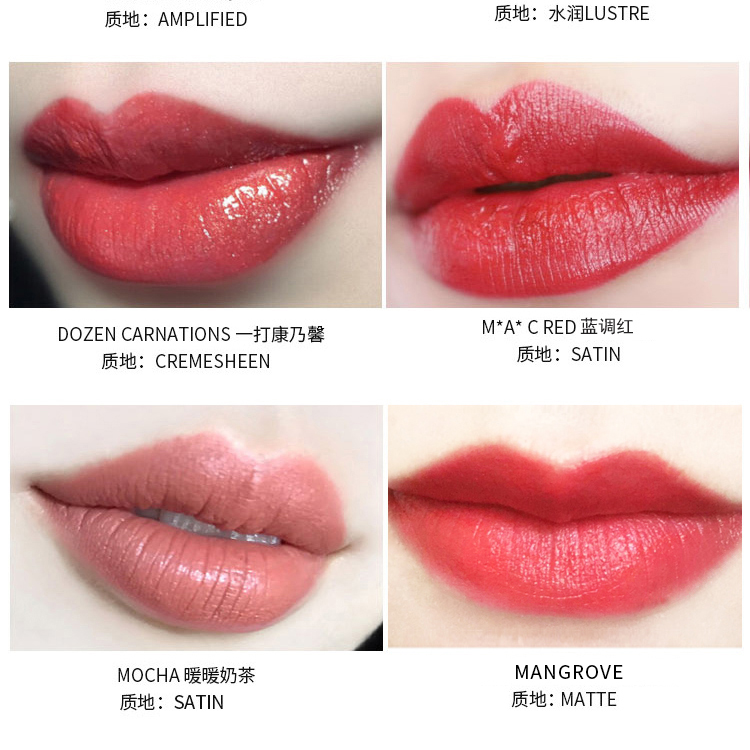 质地：AMPLIFIED
质地：水润LUSTRE
DOZEN CARNATIONS 一打康乃馨
质地：CREMESHEEN
M*A* C RED 蓝调红
质地：SATIN
MOCHA 暖暖奶茶
质地：SATIN
MANGROVE
质地：MATTE